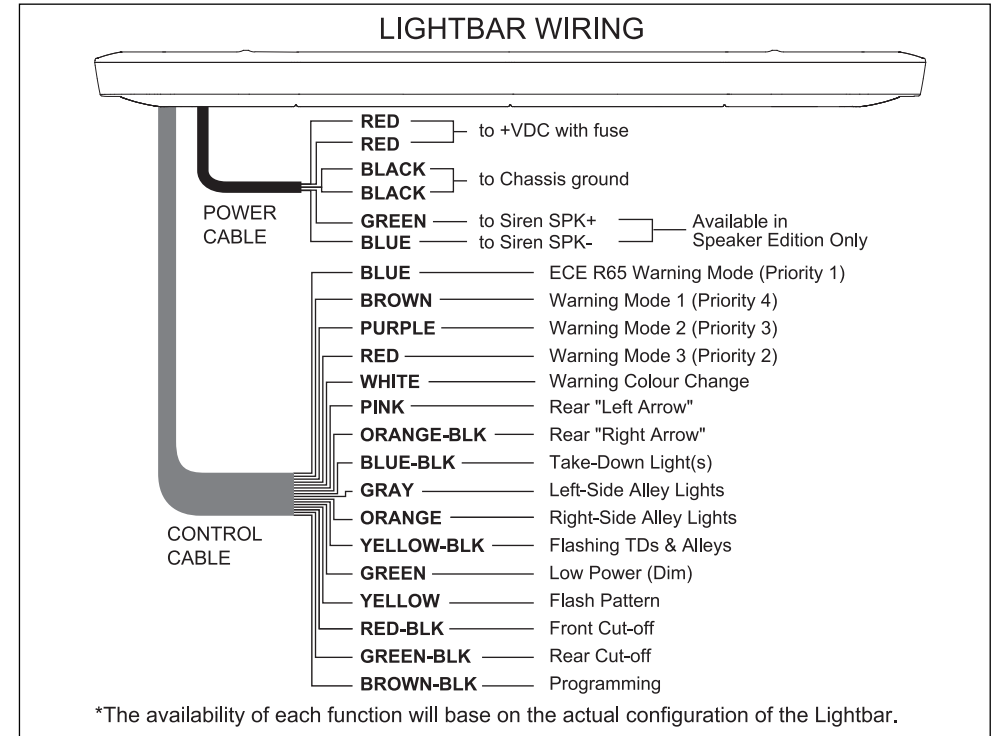 LIGHTBAR WIRING
RED
RED
to +VDC with fuse
BLACK
BLACK
to Chassis ground
POWER
CABLE
GREEN to Siren SPK+
BLUE to Siren SPK-
Available in
Speaker Edition Only
BLUE ECE R65 Warning Mode (Priority 1)
BROWN Warning Mode 1 (Priority 4)
PURPLE Warning Mode 2 (Priority 3)
RED Warning Mode 3 (Priority 2)
WHITE Warning Colour Change
PINK Rear "Left Arrow"
ORANGE-BLK Rear "Right Arrow"
BLUE-BLK Take-Down Light(s)
GRAY Left-Side Alley Lights
ORANGE Right-Side Alley Lights
CONTROL
CABLE
YELLOW-BLK Flashing TDs & Alleys
GREEN Low Power (Dim)
YELLOW Flash Pattern
RED-BLK Front Cut-off
GREEN-BLK Rear Cut-off
BROWN-BLK Programming
*The availability of each function will base on the actual configuration of the Lightbar.